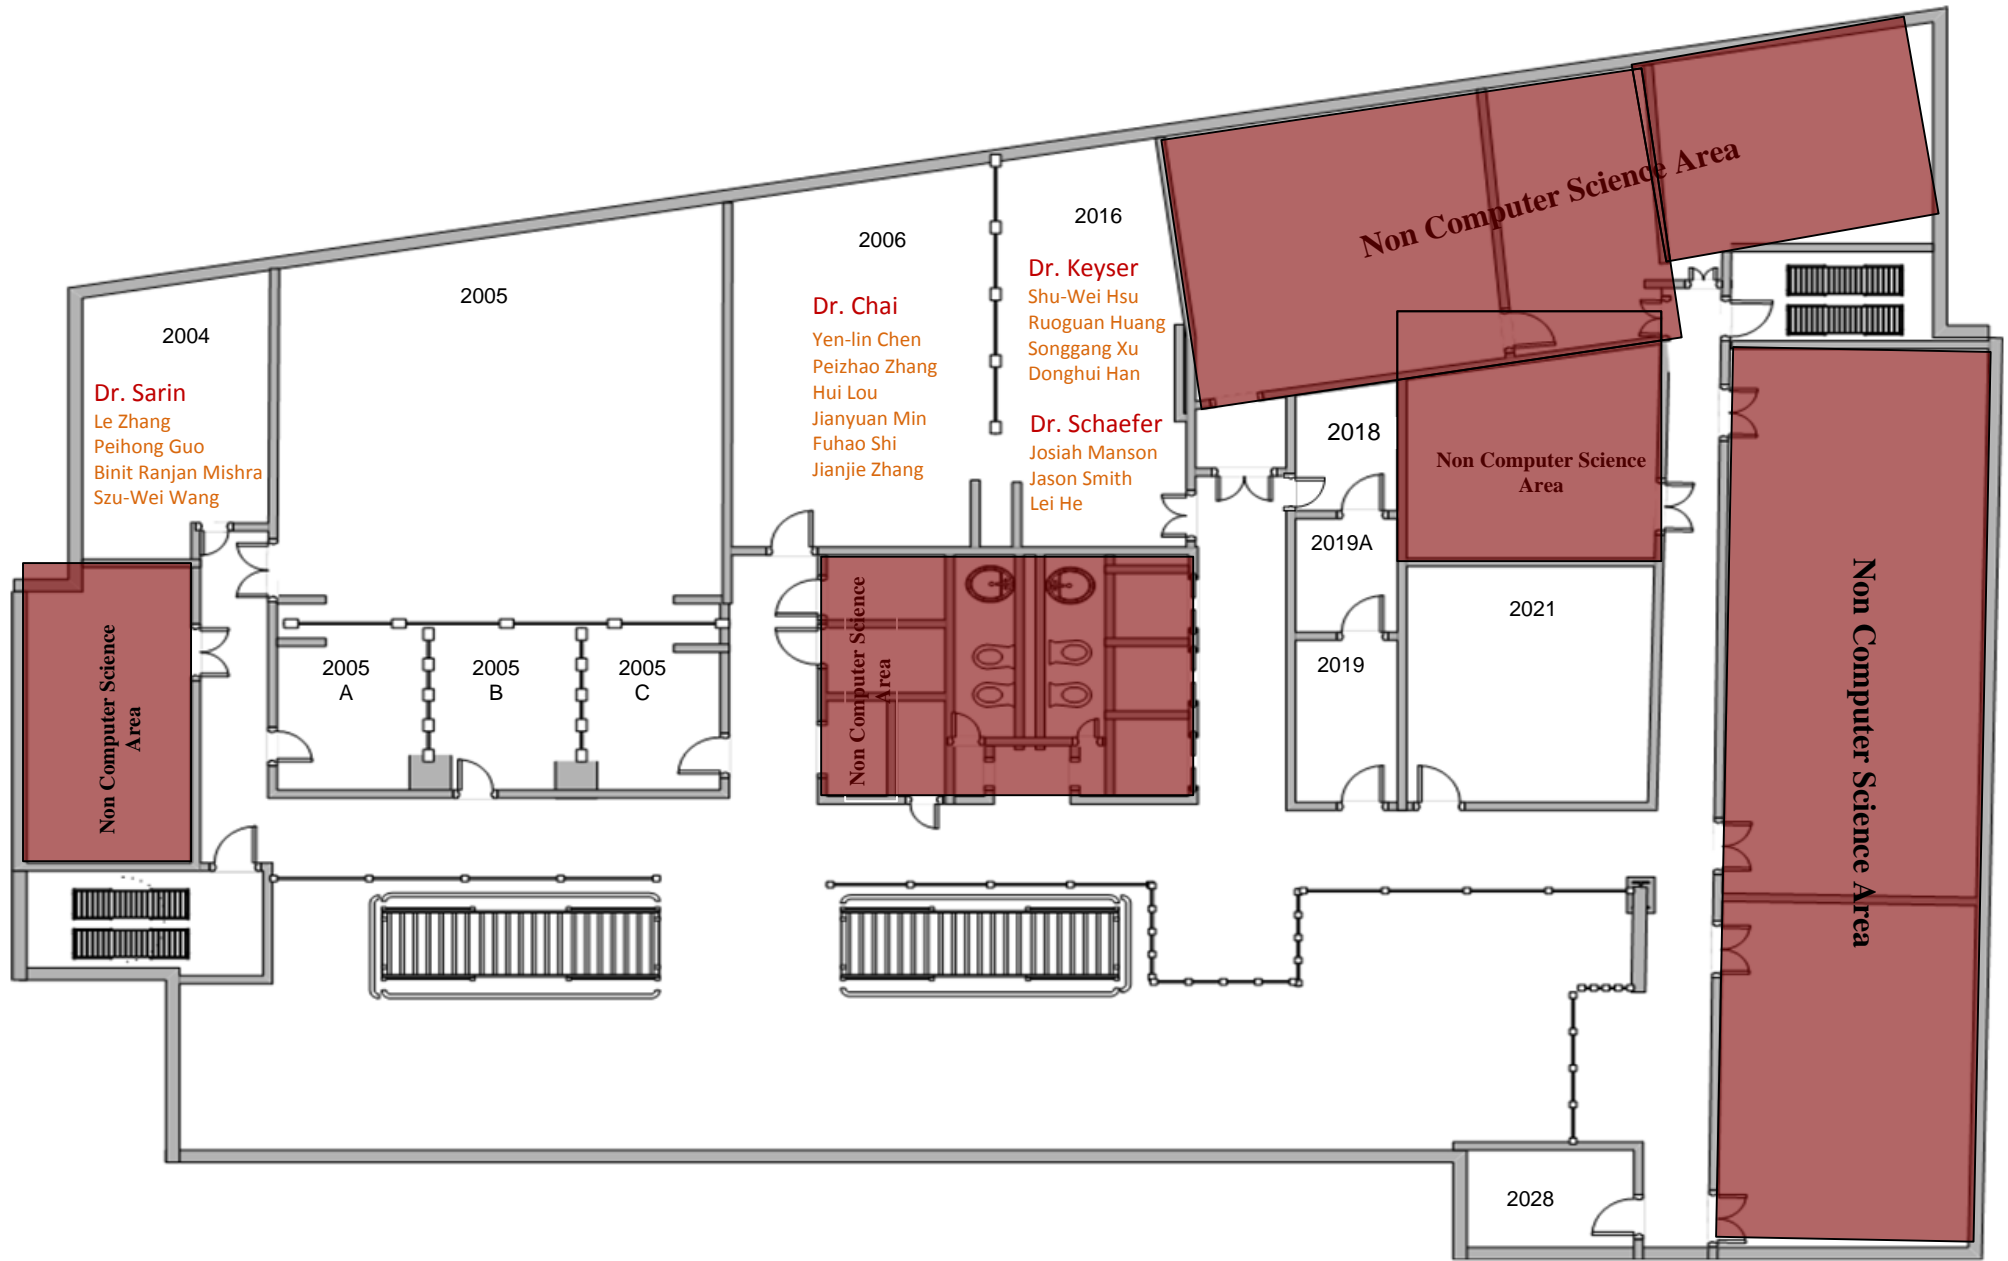 2004
Dr. Sarin
Le Zhang
Peihong Guo
Binit Ranjan Mishra
Szu-Wei Wang
2005
2006
Dr. Chai
Yen-lin Chen
Peizhao Zhang
Hui Lou
Jianyuan Min
Fuhao Shi
Jianjie Zhang
2016
Dr. Keyser
Shu-Wei Hsu
Ruoguan Huang
Songgang Xu
Donghui Han
Dr. Schaefer
Josiah Manson
Jason Smith
Lei He
Non Computer Science Area
2018
Non Computer Science
Area
2019A
2019
2021
Non Computer Science
Area
2005
A
2005
B
2005
C
Non Computer Science
Area
Non Computer Science Area
2028